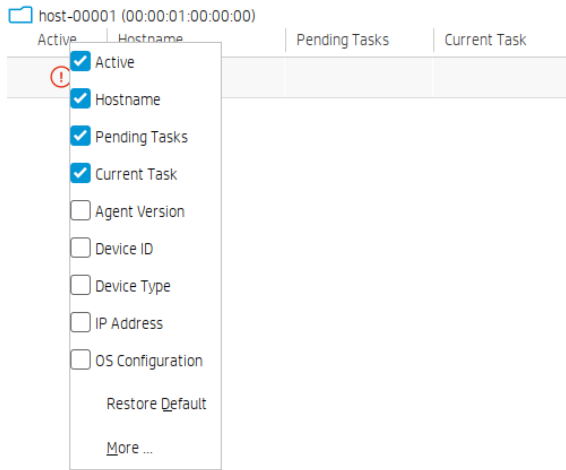 host-00001 (00:00:01:00:00:00)
Active Hostname Pending Tasks Current Task
Active
Hostname
Pending Tasks
Current Task
Agent Version
Device ID
Device Type
IP Address
OS Configuration
Restore Default
More ...